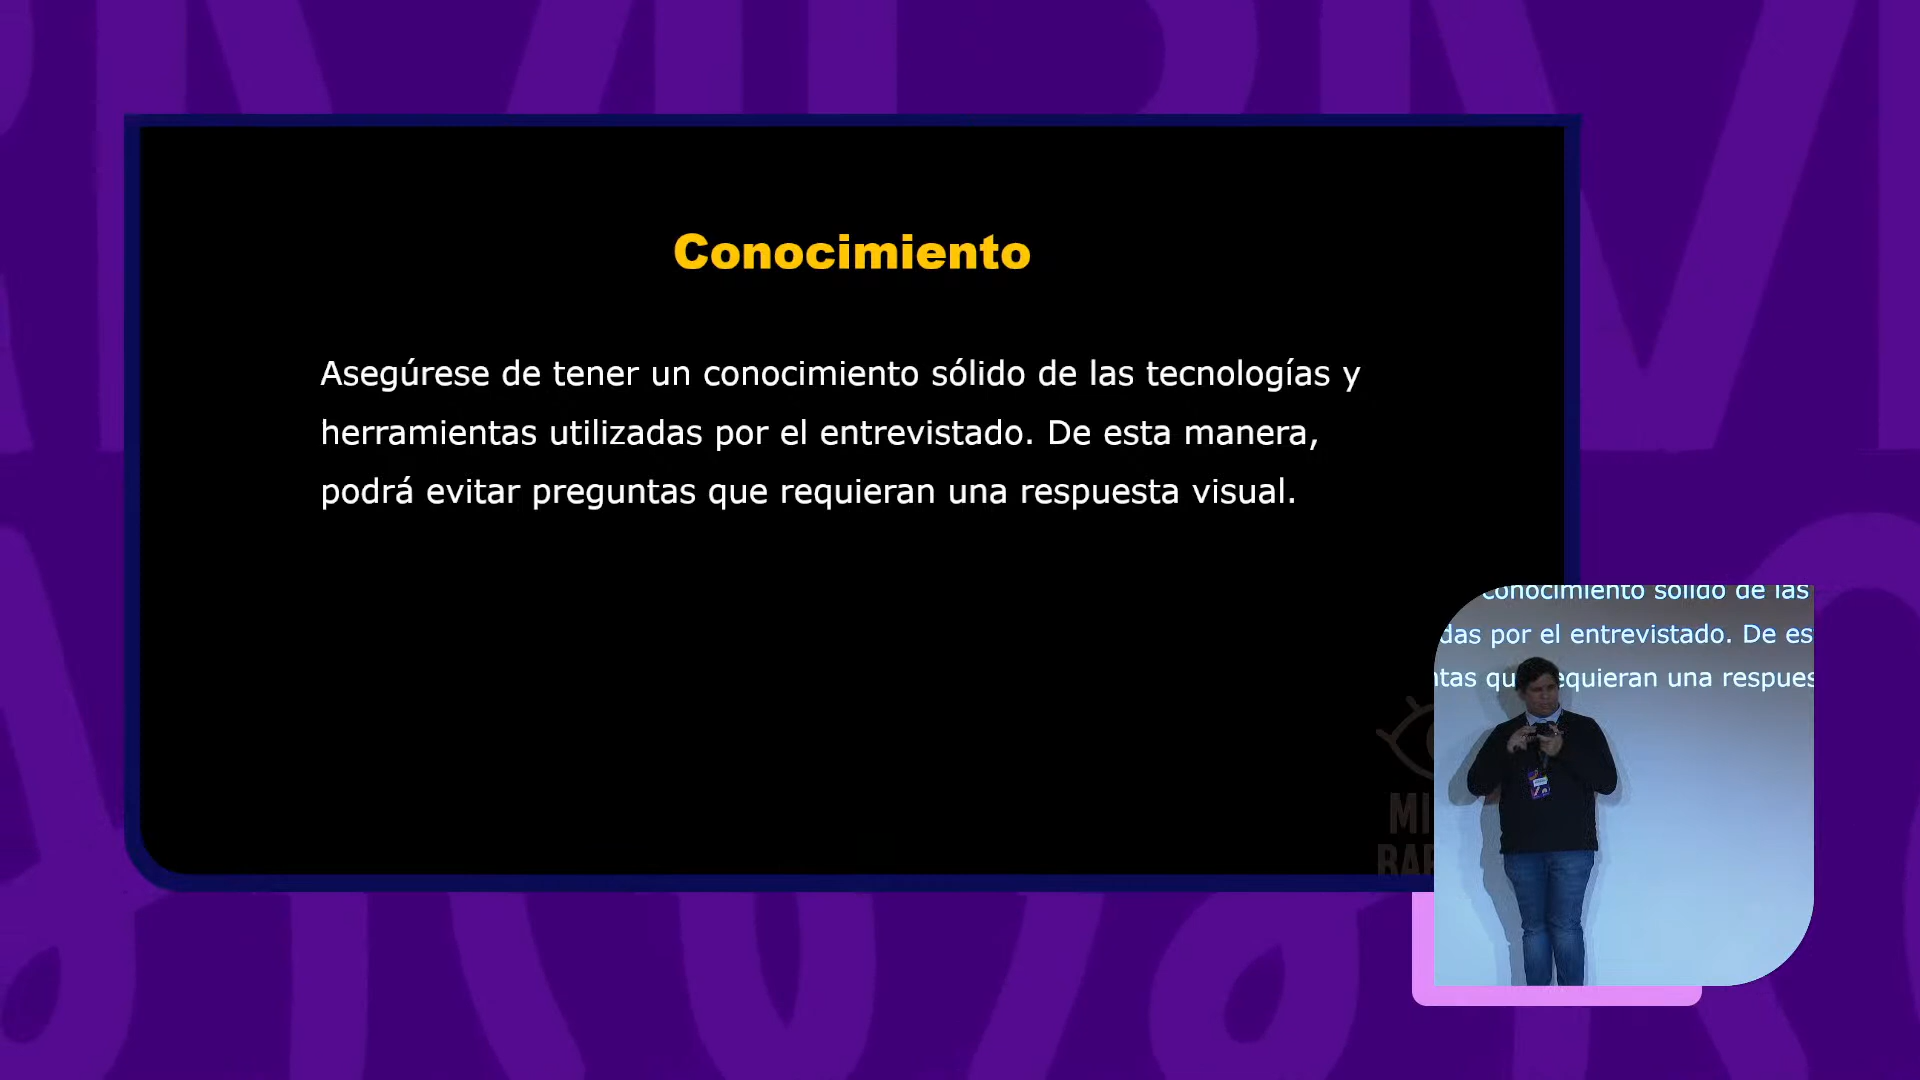 Conocimiento
Asegúrese de tener un conocimiento sólido de las tecnologías y
herramientas utilizadas por el entrevistado. De esta manera,
podrá evitar preguntas que requieran una respuesta visual.
conocimiento sólido de las
das por el entrevistado. De es
ntas qu equieran una respues
MI
BAR